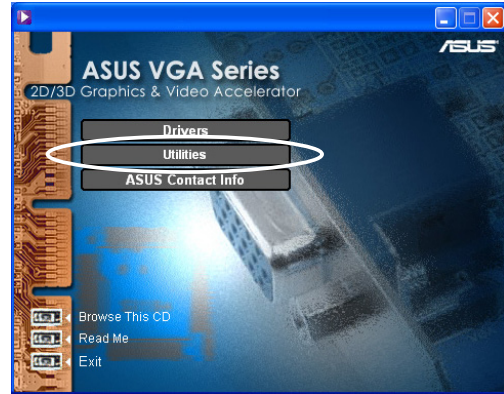 ASUS
ASUS VGA Series
2D/3D Graphics & Video Accelerator
Drivers
Utilities
ASUS Contact Info
Browse This CD
Read Me
Exit